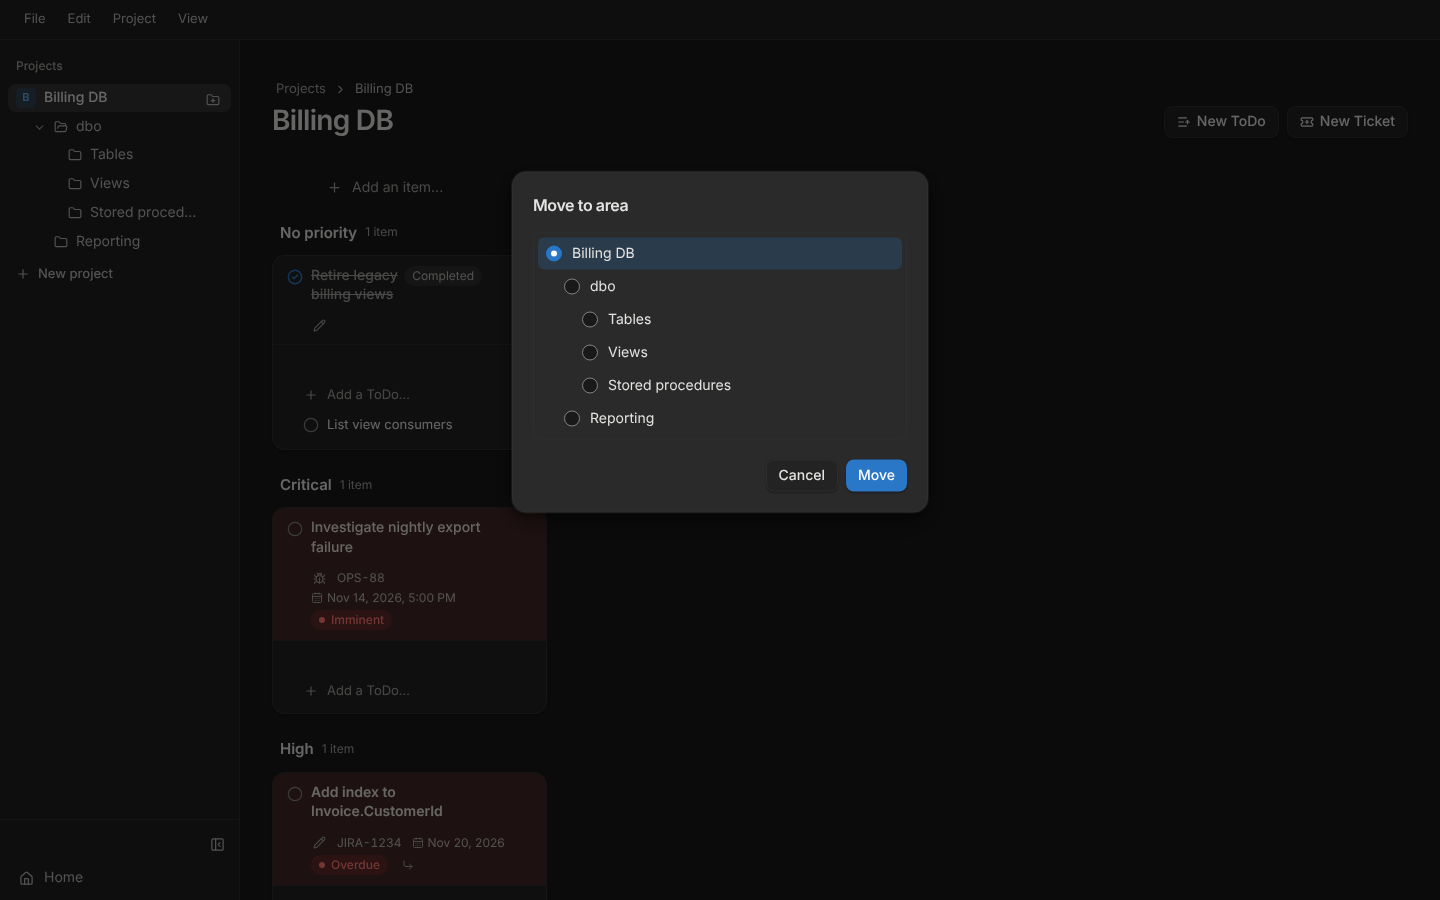 File Edit Project View
Projects
B Billing DB
dbo
Tables
Views
Stored proced...
Reporting
New project
Home
Projects > Billing DB
Billing DB
New ToDo
New Ticket
Add an item...
No priority 1 item
Retire legacy Completed
billing views
Add a ToDo...
List view consumers
Critical 1 item
Investigate nightly export
failure
OPS-88
Nov 14, 2026, 5:00 PM
Imminent
Add a ToDo...
High 1 item
Add index to
Invoice.CustomerId
JIRA-1234 Nov 20, 2026
Overdue
Move to area
Billing DB
dbo
Tables
Views
Stored procedures
Reporting
Cancel Move